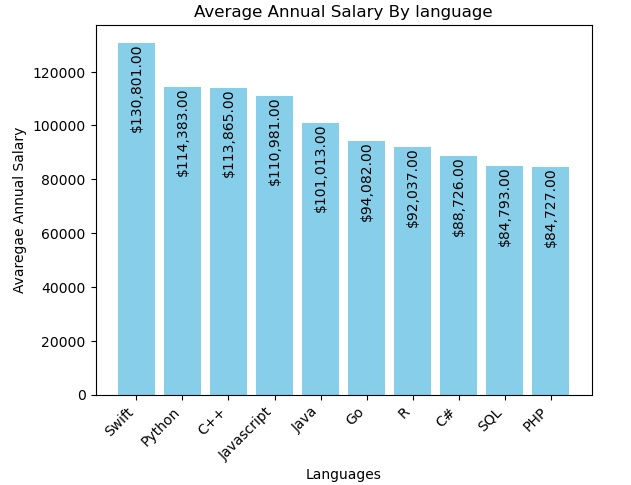 Average Annual Salary By language
Avaregae Annual Salary
120000
100000
80000
60000
40000
20000
0
$130,801.00
$114,383.00
$113,865.00
$110,981.00
$101,013.00
$94,082.00
$92,037.00
$88,726.00
$84,793.00
$84,727.00
Swift
Python
C++
Javascript
Java
Go
R
C#
SQL
PHP
Languages